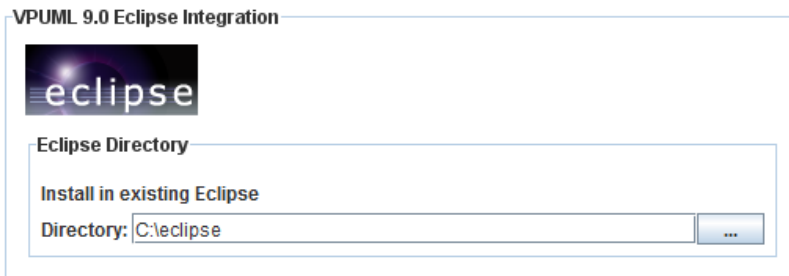 VPUML 9.0 Eclipse Integration
eclipse
Eclipse Directory
Install in existing Eclipse
Directory: C:\eclipse ...